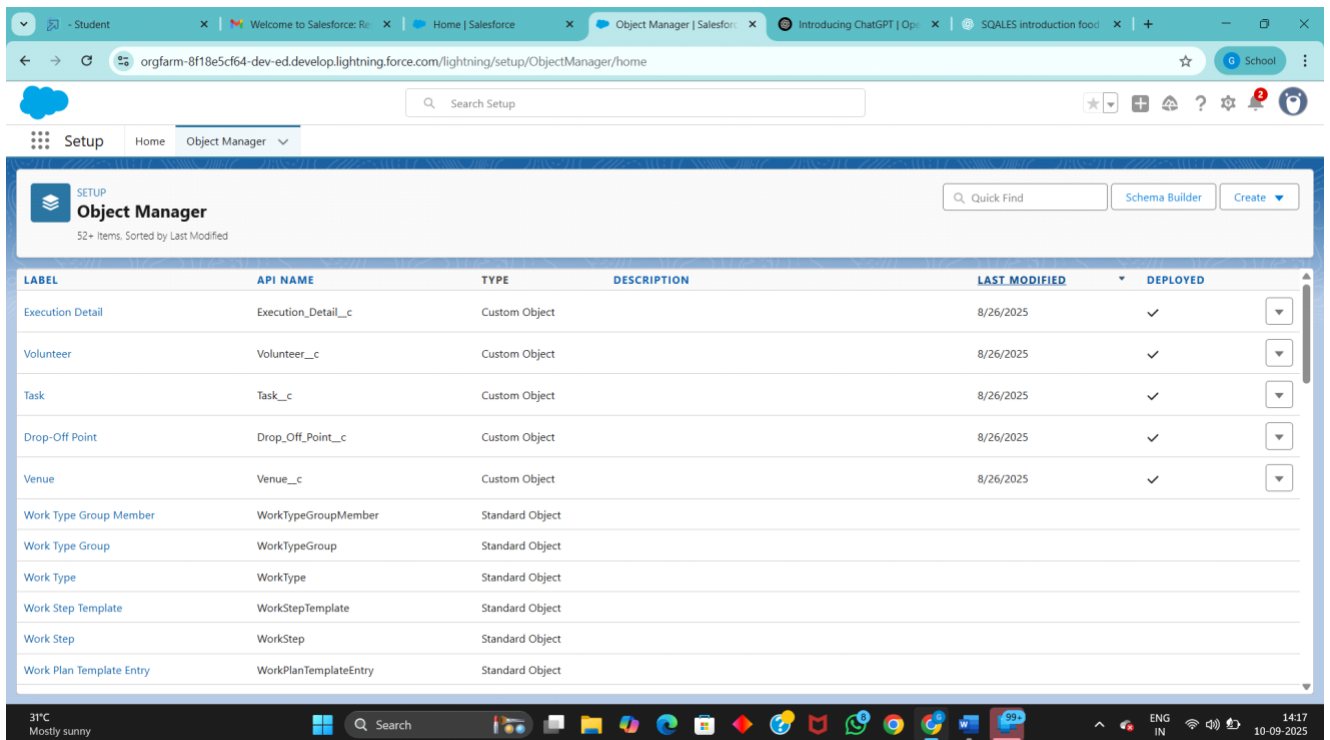 - Student
Welcome to Salesforce: Re
Home | Salesforce
Object Manager | Salesforc
Introducing ChatGPT | Ope
SQALES introduction food
orgfarm-8f18e5cf64-dev-ed.develop.lightning.force.com/lightning/setup/ObjectManager/home
G School
Search Setup
2
Setup Home Object Manager
SETUP
Object Manager
52+ Items, Sorted by Last Modified
Quick Find
Schema Builder
Create
LABEL API NAME TYPE DESCRIPTION LAST MODIFIED DEPLOYED
Execution Detail Execution_Detail__c Custom Object 8/26/2025
Volunteer Volunteer__c Custom Object 8/26/2025
Task Task__c Custom Object 8/26/2025
Drop-Off Point Drop_Off_Point__c Custom Object 8/26/2025
Venue Venue__c Custom Object 8/26/2025
Work Type Group Member WorkTypeGroupMember Standard Object
Work Type Group WorkTypeGroup Standard Object
Work Type WorkType Standard Object
Work Step Template WorkStepTemplate Standard Object
Work Step WorkStep Standard Object
Work Plan Template Entry WorkPlanTemplateEntry Standard Object
31°C
Mostly sunny
Search
8
99+
ENG
IN
14:17
10-09-2025